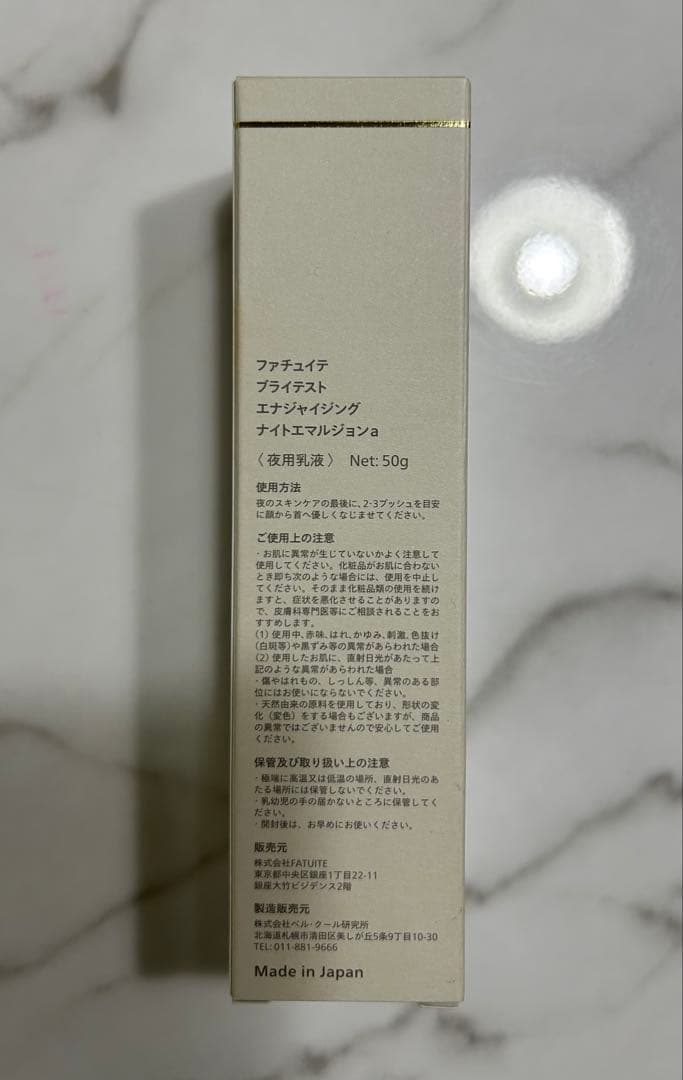 ファチュイテ
ブライテスト
エナジャイジング
ナイトエマルジョンa
〈夜用乳液〉 Net: 50g
使用方法
夜のスキンケアの最後に、2-3プッシュを目安
に顔から首へ優しくなじませてください。
ご使用上の注意
・お肌に異常が生じていないかよく注意して
使用してください。化粧品がお肌に合わない
とき即ち次のような場合には、使用を中止し
てください。そのまま化粧品類の使用を続け
ますと、症状を悪化させることがありますの
で、皮膚科専門医等にご相談されることをお
すすめします。
(1) 使用中、赤味、はれ、かゆみ、刺激、色抜け
(白斑等)や黒ずみ等の異常があらわれた場合
(2) 使用したお肌に、直射日光があたって上
記のような異常があらわれた場合
・傷やはれもの、しっしん等、異常のある部
位にはお使いにならないでください。
・天然由来の原料を使用しており、形状の変
化(変色)をする場合もございますが、商品
の異常ではございませんので安心してご使用
ください。
保管及び取り扱い上の注意
・極端に高温又は低温の場所、直射日光のあ
たる場所には保管しないでください。
・乳幼児の手の届かないところに保管してく
ださい。
・開封後は、お早めにお使いください。
販売元
株式会社FATUITE
東京都中央区銀座1丁目22-11
銀座大竹ビジデンス2階
製造販売元
株式会社ベル・クール研究所
北海道札幌市清田区美しが丘5条9丁目10-30
TEL: 011-881-9666
Made in Japan